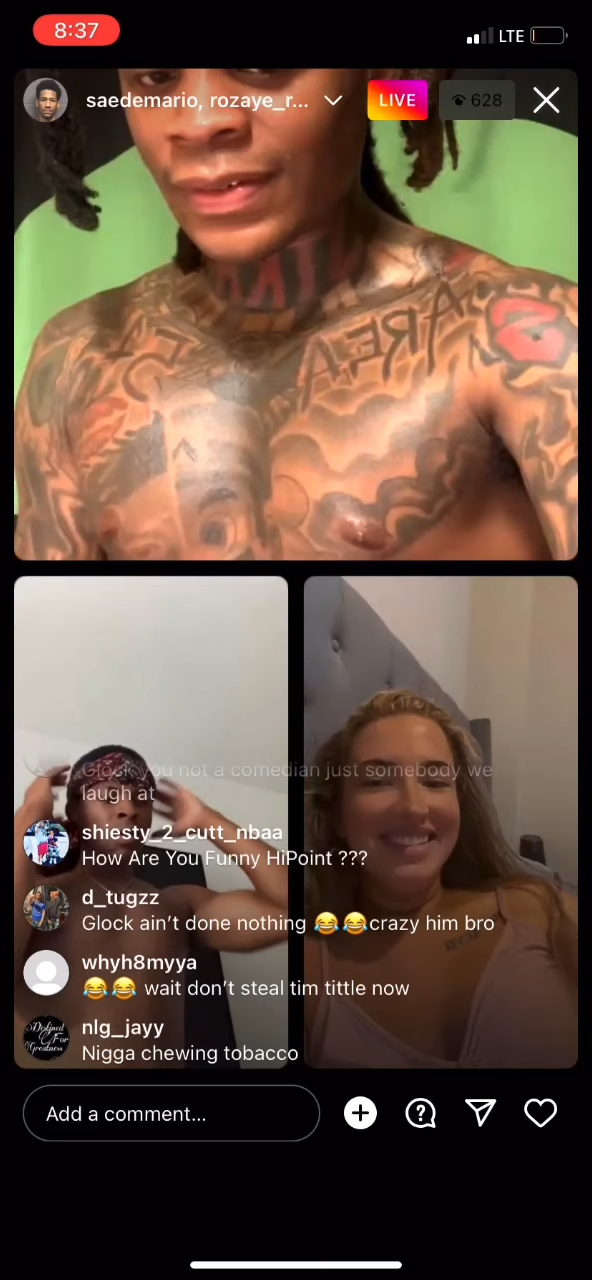 8:37
LTE
saedemario, rozaye_r...
LIVE
628
AREA
Glock you not a comedian just somebody we
laugh at
shiesty_2_cutt_nbaa
How Are You Funny HiPoint ???
d_tugzz
Glock ain't done nothing 😂😂crazy him bro
whyh8myya
😂😂 wait don't steal tim tittle now
nlg_jayy
Nigga chewing tobacco
Add a comment...